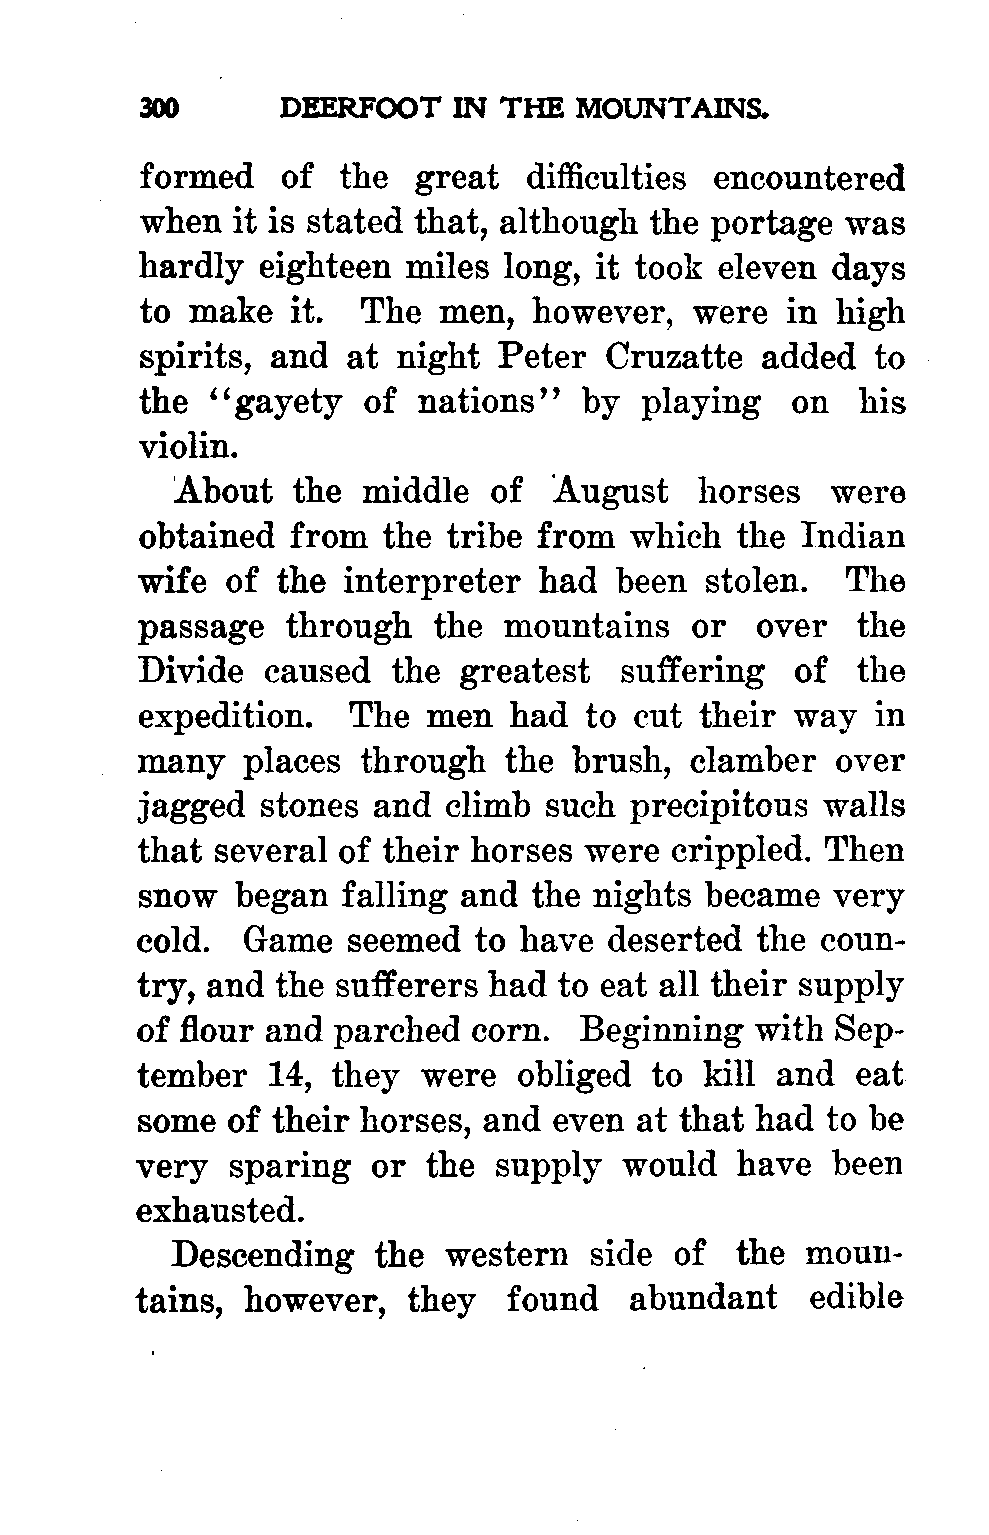 300 DEERFOOT IN THE MOUNTAINS.
formed of the great difficulties encountered
when it is stated that, although the portage was
hardly eighteen miles long, it took eleven days
to make it. The men, however, were in high
spirits, and at night Peter Cruzatte added to
the “gayety of nations” by playing on his
violin.
About the middle of August horses were
obtained from the tribe from which the Indian
wife of the interpreter had been stolen. The
passage through the mountains or over the
Divide caused the greatest suffering of the
expedition. The men had to cut their way in
many places through the brush, clamber over
jagged stones and climb such precipitous walls
that several of their horses were crippled. Then
snow began falling and the nights became very
cold. Game seemed to have deserted the coun-
try, and the sufferers had to eat all their supply
of flour and parched corn. Beginning with Sep-
tember 14, they were obliged to kill and eat
some of their horses, and even at that had to be
very sparing or the supply would have been
exhausted.
Descending the western side of the moun-
tains, however, they found abundant edible